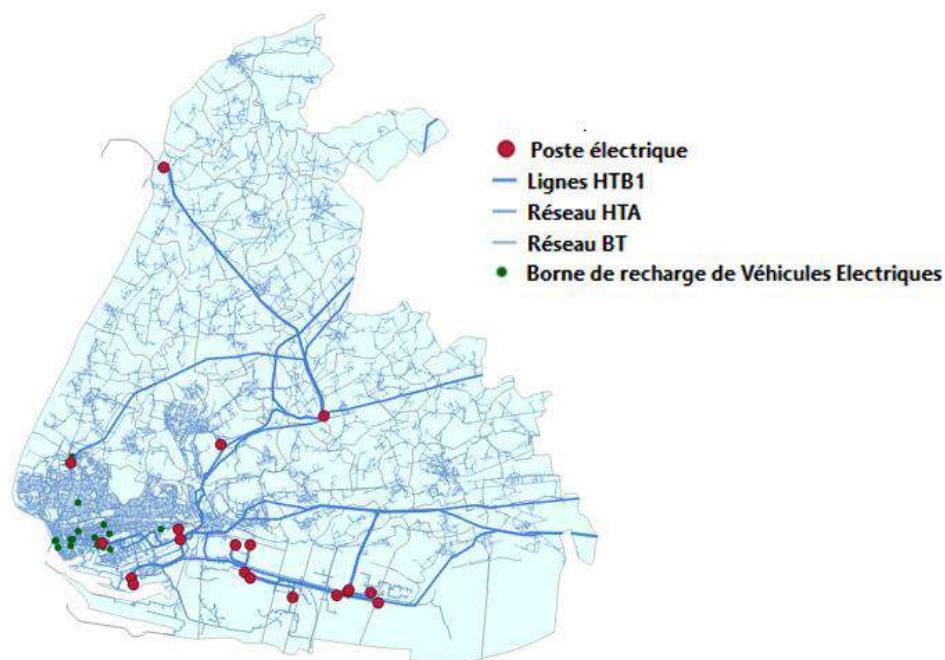 Poste électrique
Lignes HTB1
Réseau HTA
Réseau BT
Borne de recharge de Véhicules Electriques